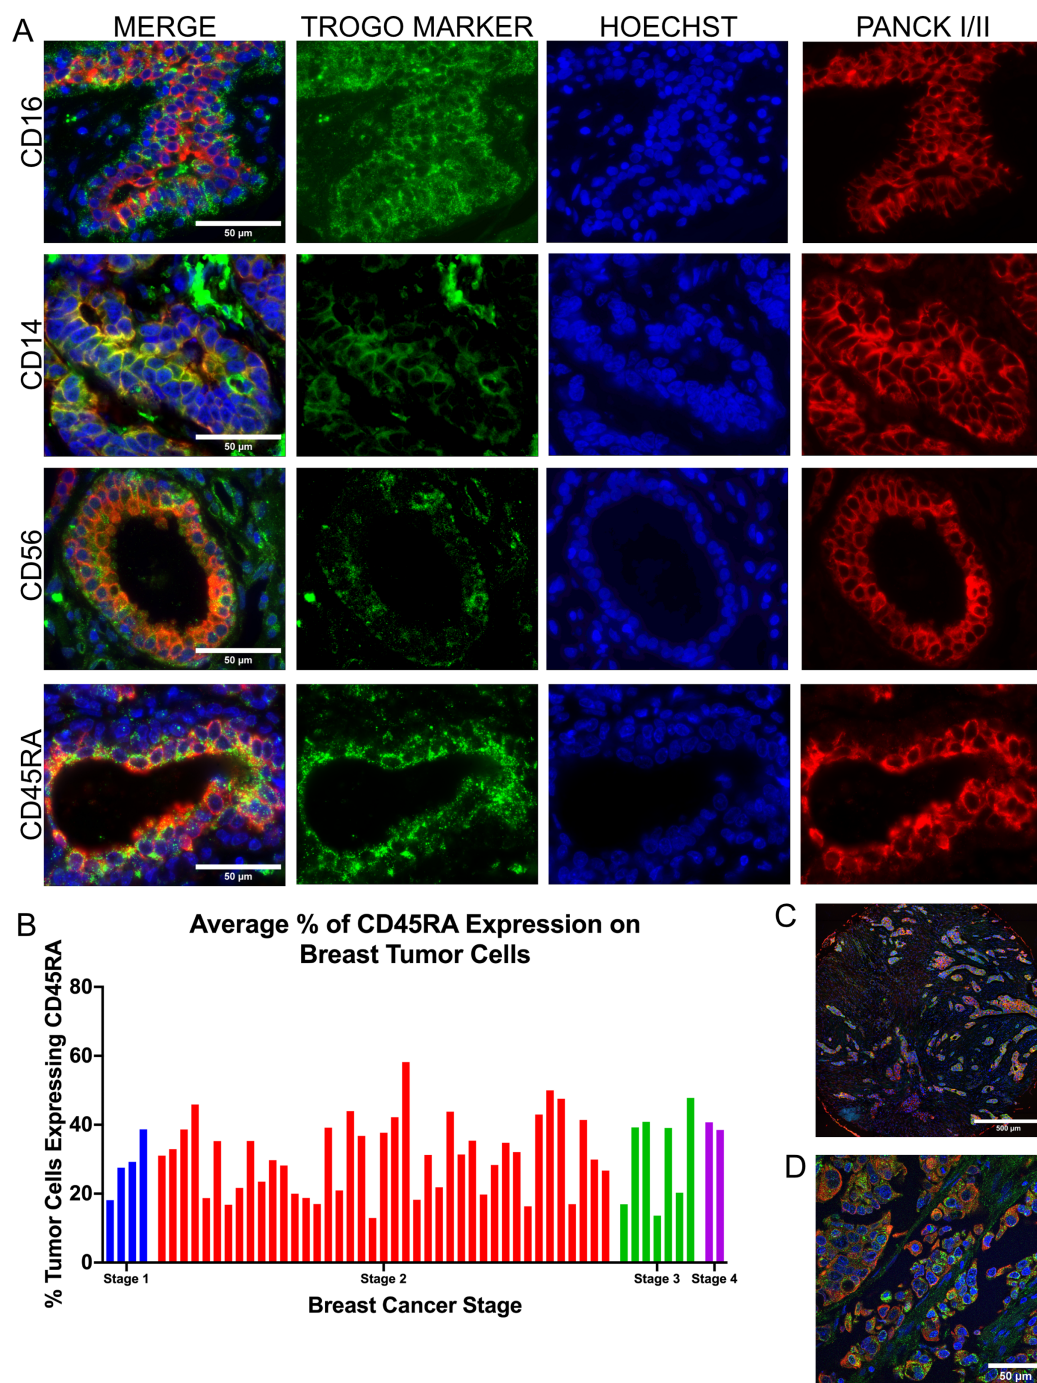 A
MERGE
TROGO MARKER
HOECHST
PANCK I/II
CD16
50 µm
CD14
50 µm
CD56
50 µm
CD45RA
50 µm
B
Average % of CD45RA Expression on
Breast Tumor Cells
% Tumor Cells Expressing CD45RA
80
60
40
20
0
Stage 1
Stage 2
Stage 3
Stage 4
Breast Cancer Stage
C
500 µm
D
50 µm